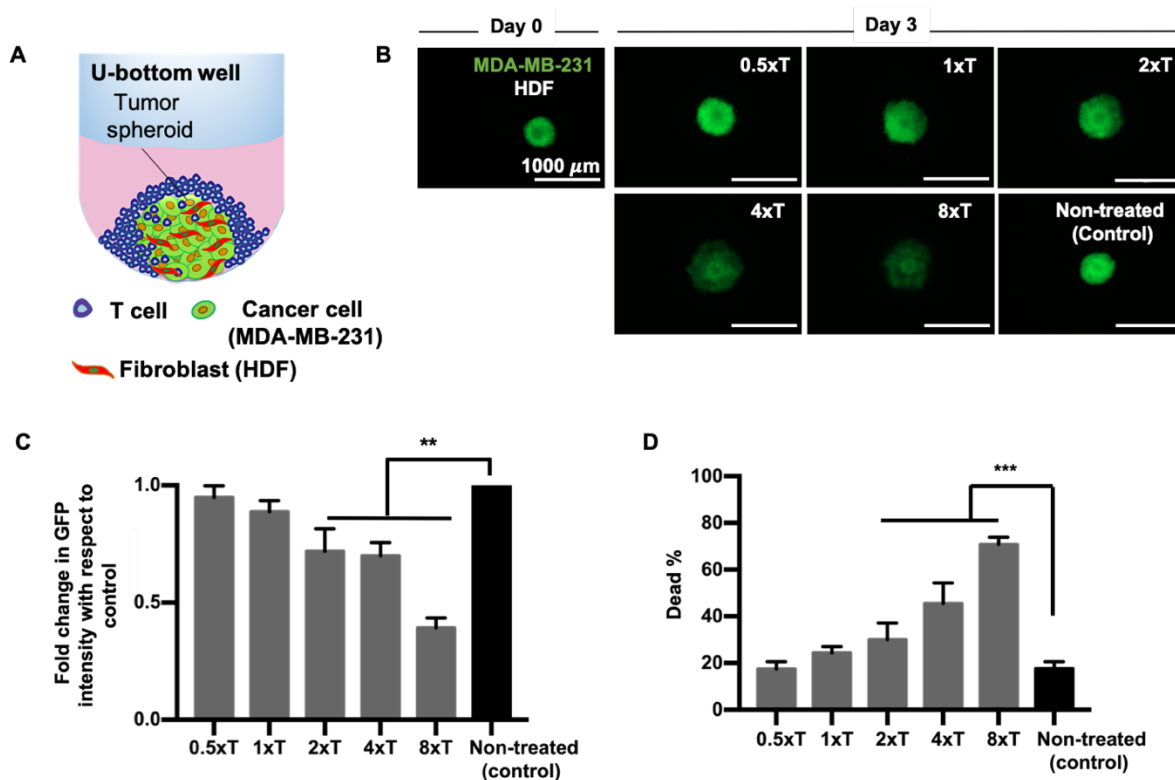 A
U-bottom well
Tumor
spheroid
T cell
Cancer cell
(MDA-MB-231)
Fibroblast (HDF)
B
Day 0
Day 3
MDA-MB-231
HDF
1000 µm
0.5xT
1xT
2xT
4xT
8xT
Non-treated
(Control)
C
Fold change in GFP
intensity with respect to
control
1.0
0.5
0.0
**
0.5xT 1xT 2xT 4xT 8xT Non-treated
(control)
D
Dead %
100
80
60
40
20
0
***
0.5xT 1xT 2xT 4xT 8xT Non-treated
(control)